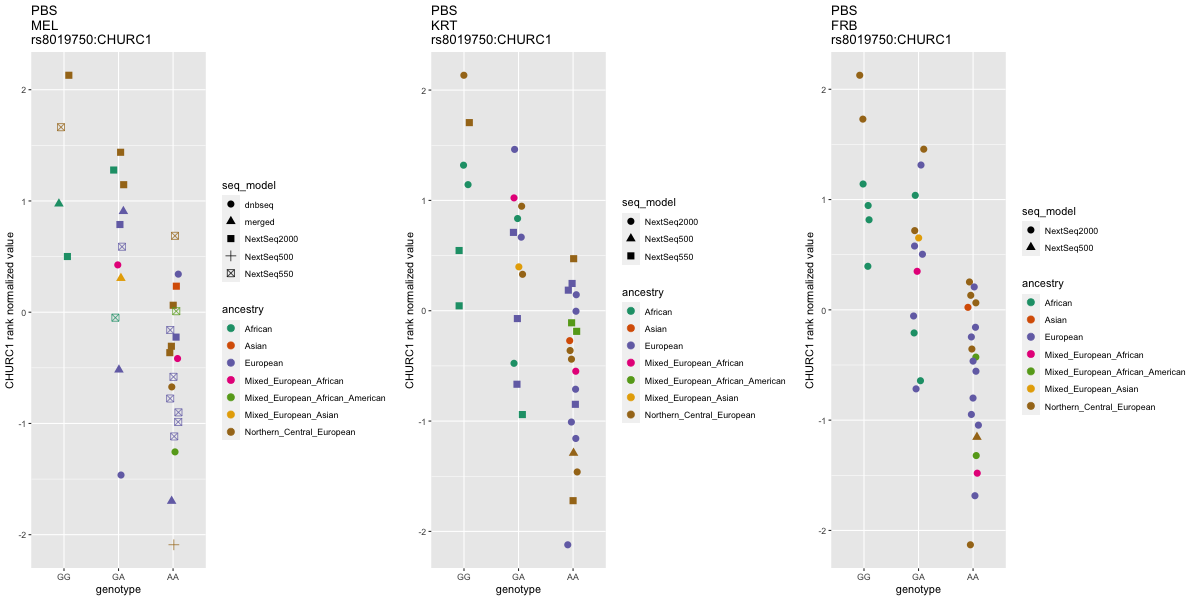 PBS
MEL
rs8019750:CHURC1
CHURC1 rank normalized value
2
1
0
-1
-2
GG
GA
AA
genotype
seq_model
dnbseq
merged
NextSeq2000
NextSeq500
NextSeq550
ancestry
African
Asian
European
Mixed_European_African
Mixed_European_African_American
Mixed_European_Asian
Northern_Central_European
PBS
KRT
rs8019750:CHURC1
CHURC1 rank normalized value
2
1
0
-1
-2
GG
GA
AA
genotype
seq_model
NextSeq2000
NextSeq500
NextSeq550
ancestry
African
Asian
European
Mixed_European_African
Mixed_European_African_American
Mixed_European_Asian
Northern_Central_European
PBS
FRB
rs8019750:CHURC1
CHURC1 rank normalized value
2
1
0
-1
-2
GG
GA
AA
genotype
seq_model
NextSeq2000
NextSeq500
ancestry
African
Asian
European
Mixed_European_African
Mixed_European_African_American
Mixed_European_Asian
Northern_Central_European